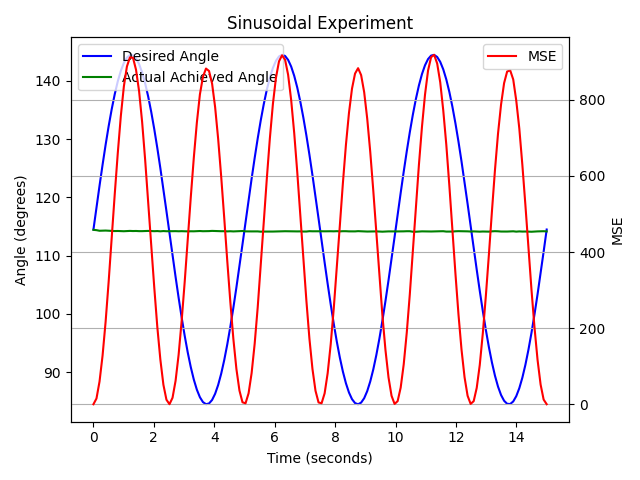 Sinusoidal Experiment
Desired Angle
Actual Achieved Angle
MSE
140
130
120
110
100
90
Angle (degrees)
800
600
400
200
0
MSE
0 2 4 6 8 10 12 14
Time (seconds)